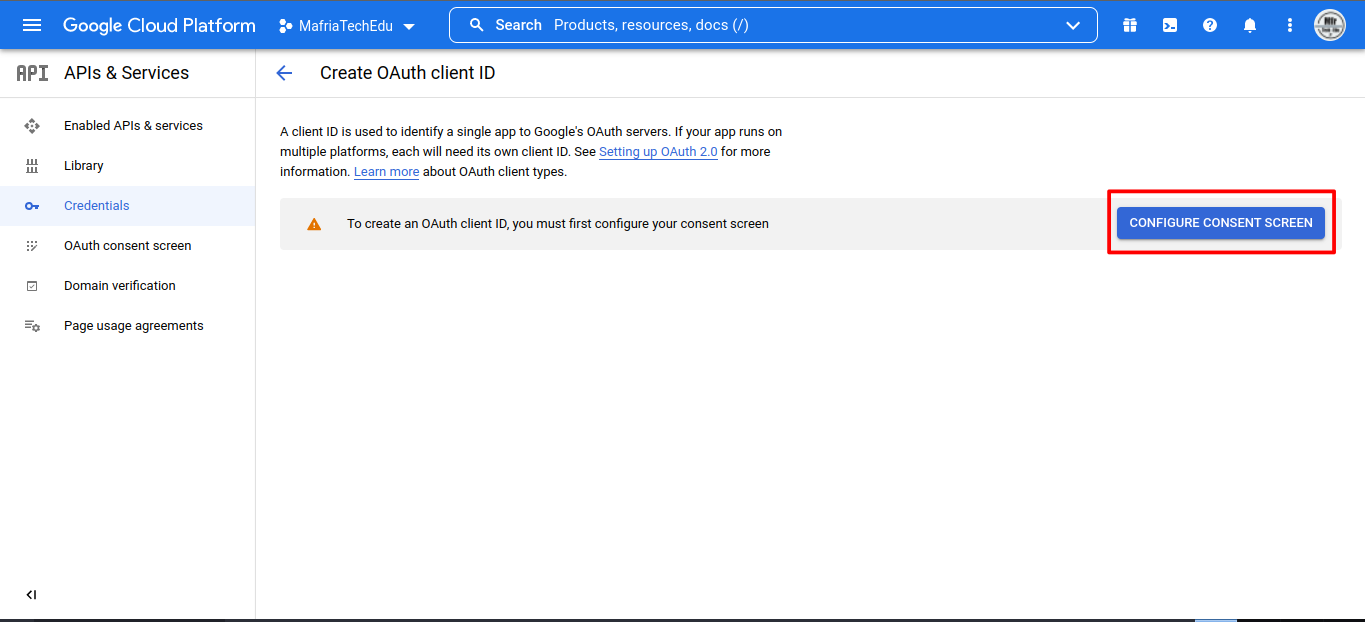 Google Cloud Platform
MafriaTechEdu
Search Products, resources, docs (/)
API APIs & Services
Create OAuth client ID
Enabled APIs & services
Library
Credentials
OAuth consent screen
Domain verification
Page usage agreements
A client ID is used to identify a single app to Google's OAuth servers. If your app runs on
multiple platforms, each will need its own client ID. See Setting up OAuth 2.0 for more
information. Learn more about OAuth client types.
To create an OAuth client ID, you must first configure your consent screen
CONFIGURE CONSENT SCREEN